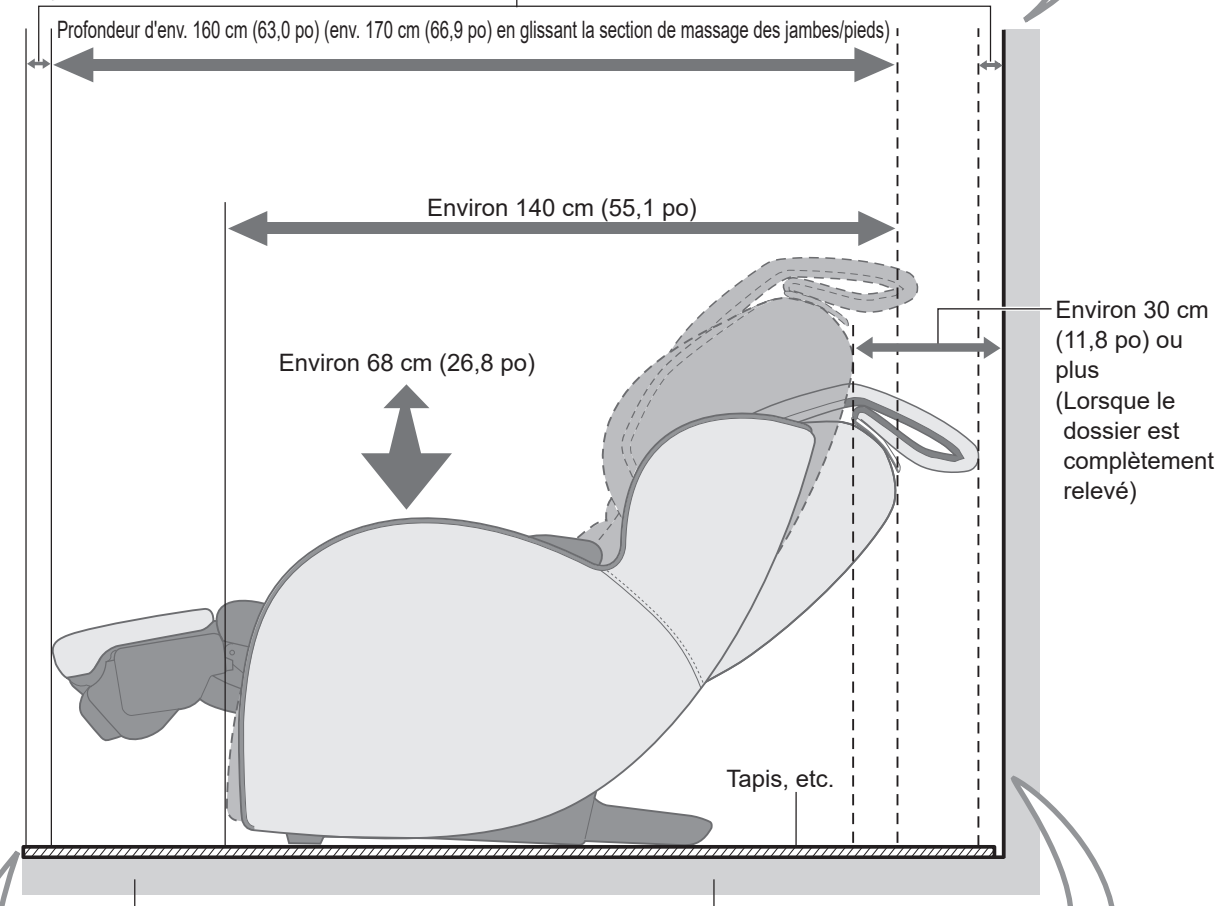 Profondeur d'env. 160 cm (63,0 po) (env. 170 cm (66,9 po) en glissant la section de massage des jambes/pieds)
Environ 140 cm (55,1 po)
Environ 68 cm (26,8 po)
Environ 30 cm
(11,8 po) ou
plus
(Lorsque le
dossier est
complètement
relevé)
Tapis, etc.